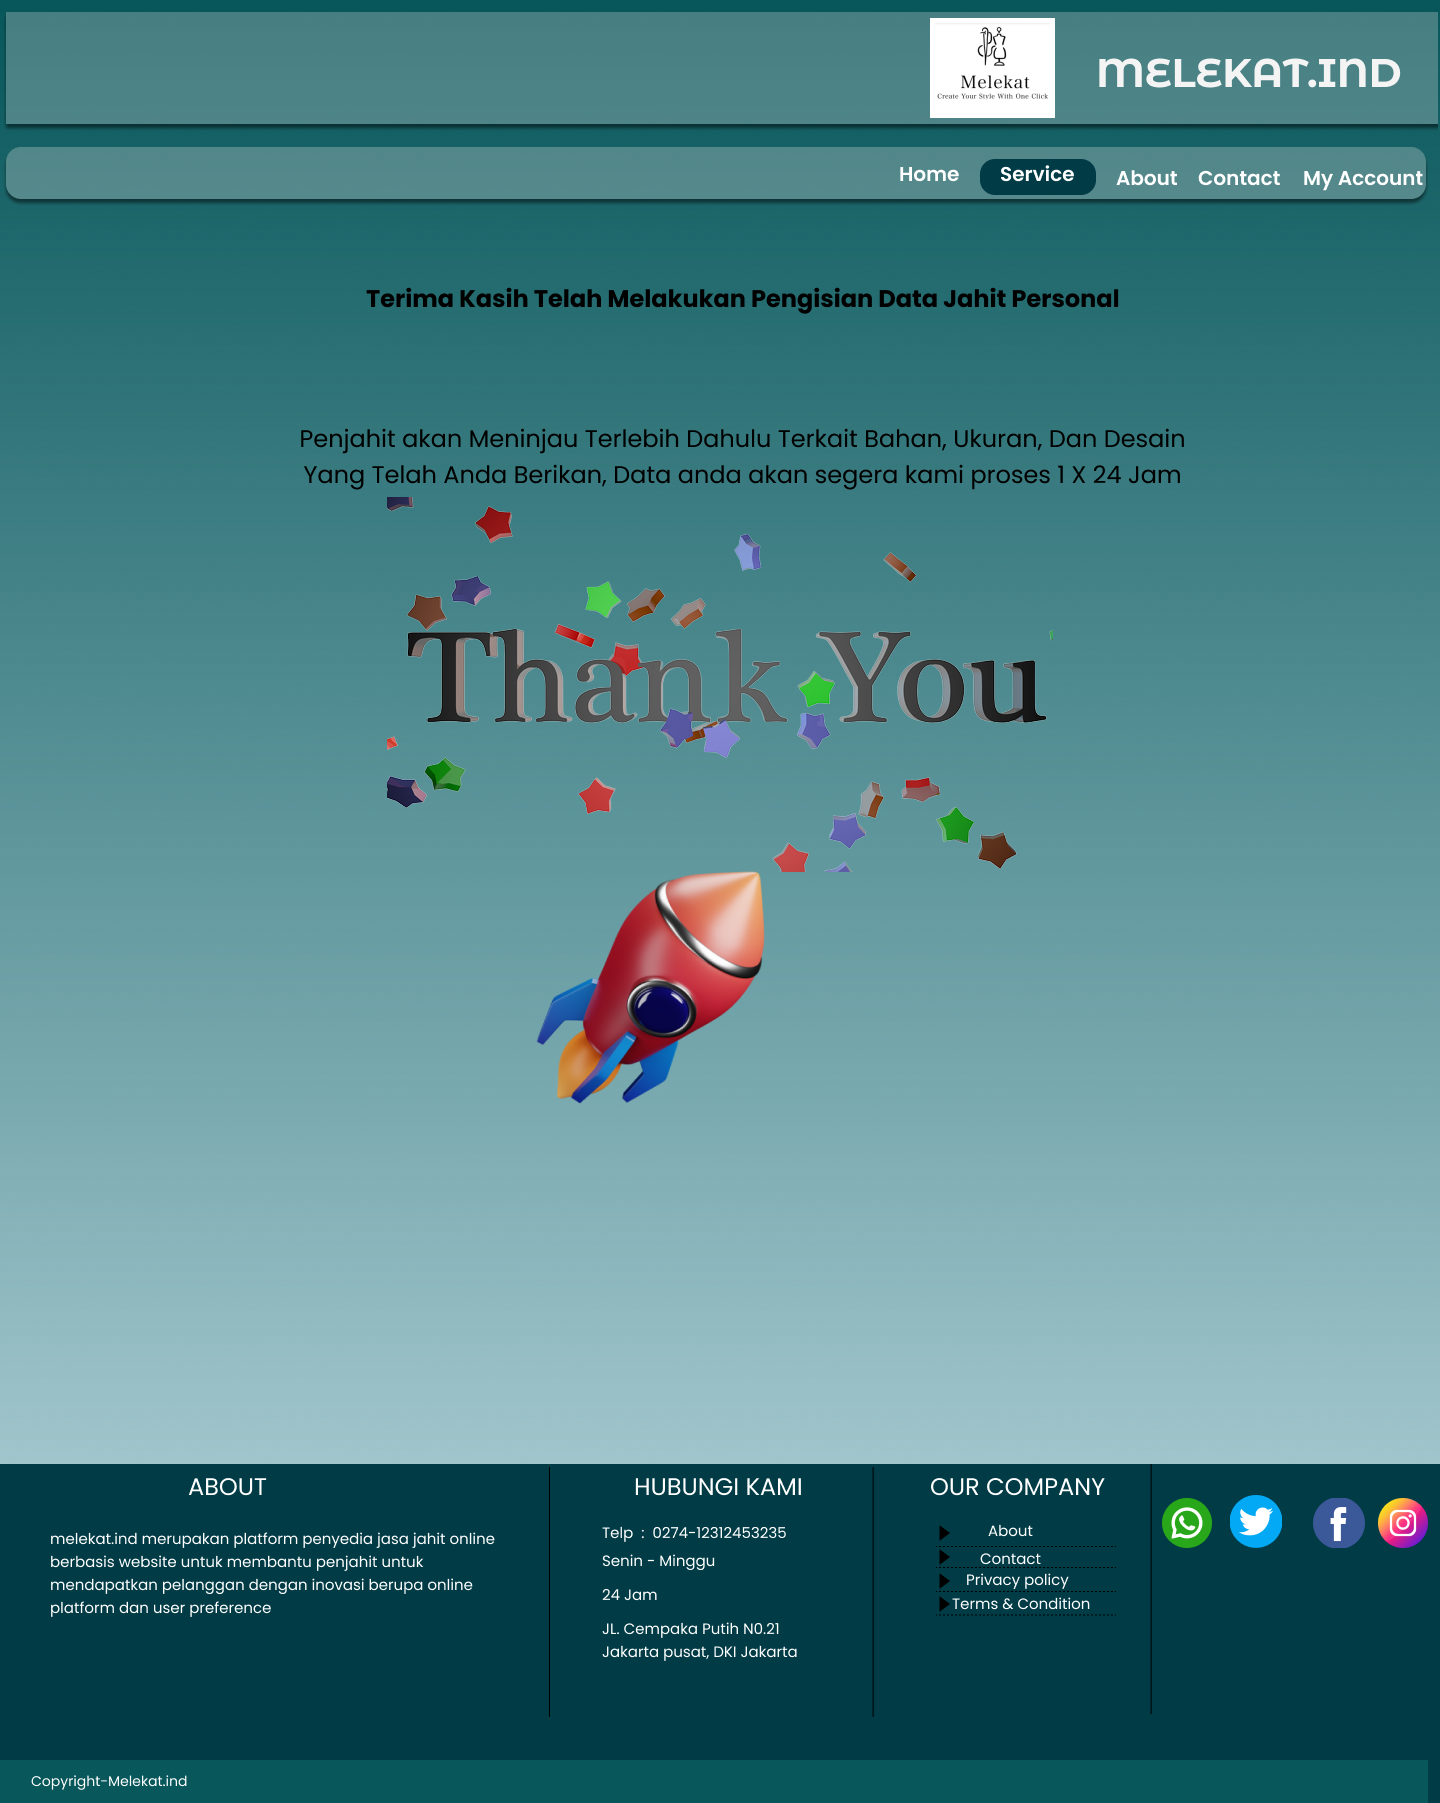 Melekat
Create Your Style With One Click
MELEKAT.IND
Home Service About Contact My Account
Terima Kasih Telah Melakukan Pengisian Data Jahit Personal
Penjahit akan Meninjau Terlebih Dahulu Terkait Bahan, Ukuran, Dan Desain
Yang Telah Anda Berikan, Data anda akan segera kami proses 1 X 24 Jam
Thank You
ABOUT
melekat.ind merupakan platform penyedia jasa jahit online
berbasis website untuk membantu penjahit untuk
mendapatkan pelanggan dengan inovasi berupa online
platform dan user preference
HUBUNGI KAMI
Telp : 0274-12312453235
Senin - Minggu
24 Jam
JL. Cempaka Putih N0.21
Jakarta pusat, DKI Jakarta
OUR COMPANY
About
Contact
Privacy policy
Terms & Condition
Copyright-Melekat.ind